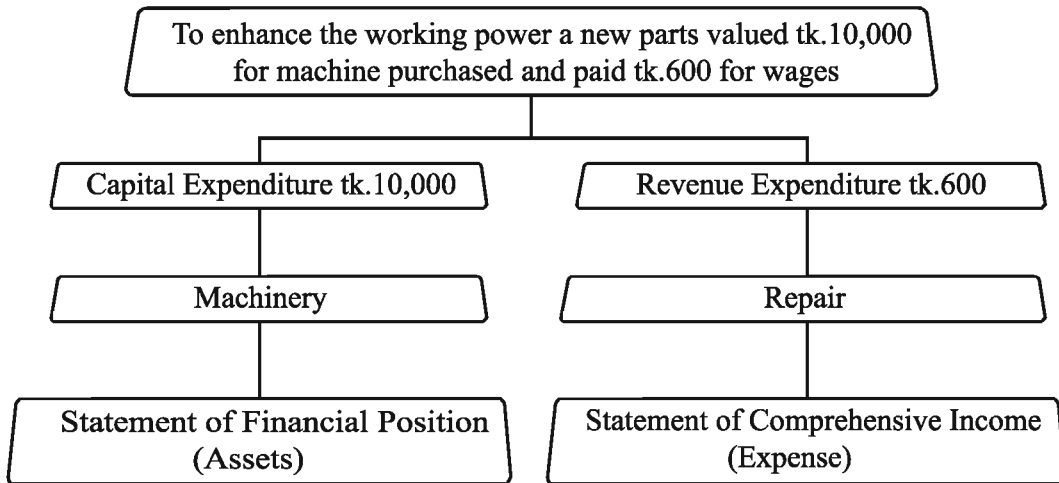 To enhance the working power a new parts valued tk.10,000
for machine purchased and paid tk.600 for wages
Capital Expenditure tk.10,000
Revenue Expenditure tk.600
Machinery
Repair
Statement of Financial Position
(Assets)
Statement of Comprehensive Income
(Expense)